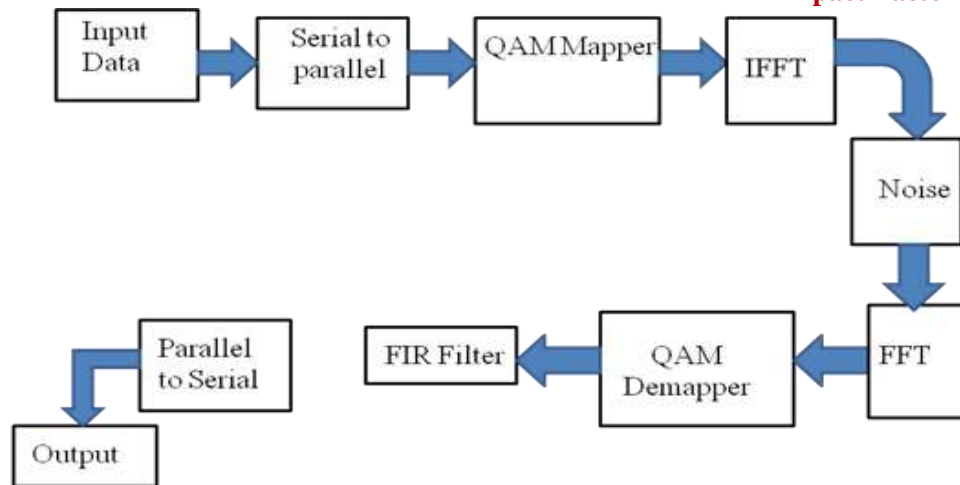 Input
Data
Serial to
parallel
QAM Mapper
IFFT
Noise
FFT
QAM
Demapper
FIR Filter
Parallel
to Serial
Output